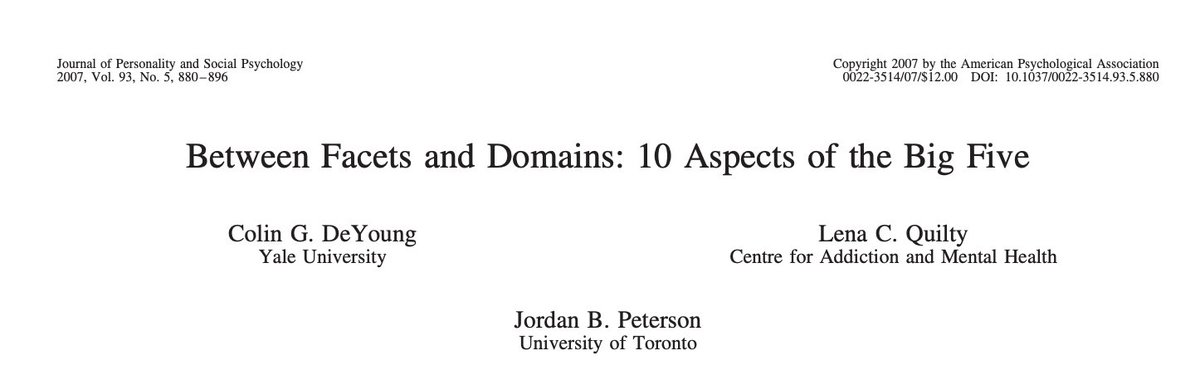 Journal of Personality and Social Psychology
2007, Vol. 93, No. 5, 880–896
Copyright 2007 by the American Psychological Association
0022-3514/07/$12.00 DOI: 10.1037/0022-3514.93.5.880
Between Facets and Domains: 10 Aspects of the Big Five
Colin G. DeYoung
Yale University
Lena C. Quilty
Centre for Addiction and Mental Health
Jordan B. Peterson
University of Toronto